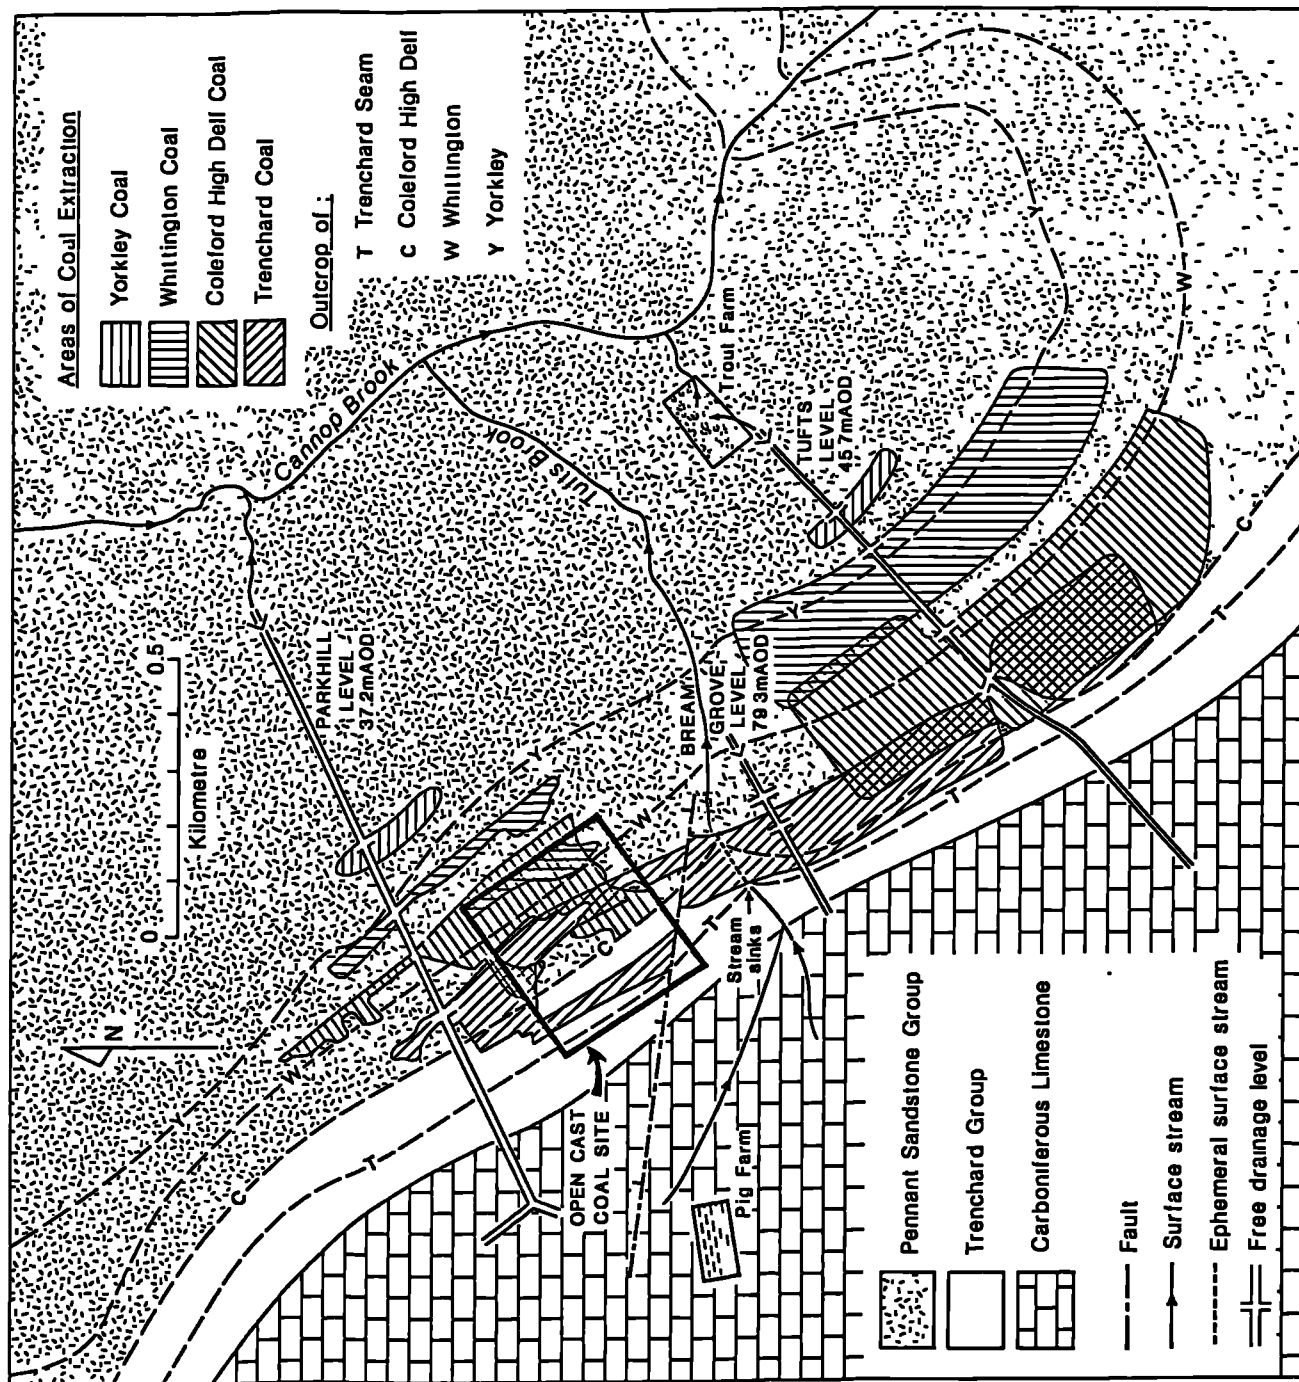 Areas of Coal Extraction
Yorkley Coal
Whittington Coal
Coleford High Delf Coal
Trenchard Coal
Outcrop of :
T Trenchard Seam
C Coleford High Delf
W Whittington
Y Yorkley
Cannop Brook
Tufts Brook
Trout Farm
TUFTS
LEVEL
45 7mAOD
0 0.5
Kilometre
PARKHILL
LEVEL
37.2mAOD
BREAM
GROVE
LEVEL
79 3mAOD
N
OPEN CAST
COAL SITE
Stream
sinks
Pig Farm
Y
Y
Y
Y
Y
W
W
W
C
C
C
T
T
T
T
Pennant Sandstone Group
Trenchard Group
Carboniferous Limestone
Fault
Surface stream
Ephemeral surface stream
Free drainage level